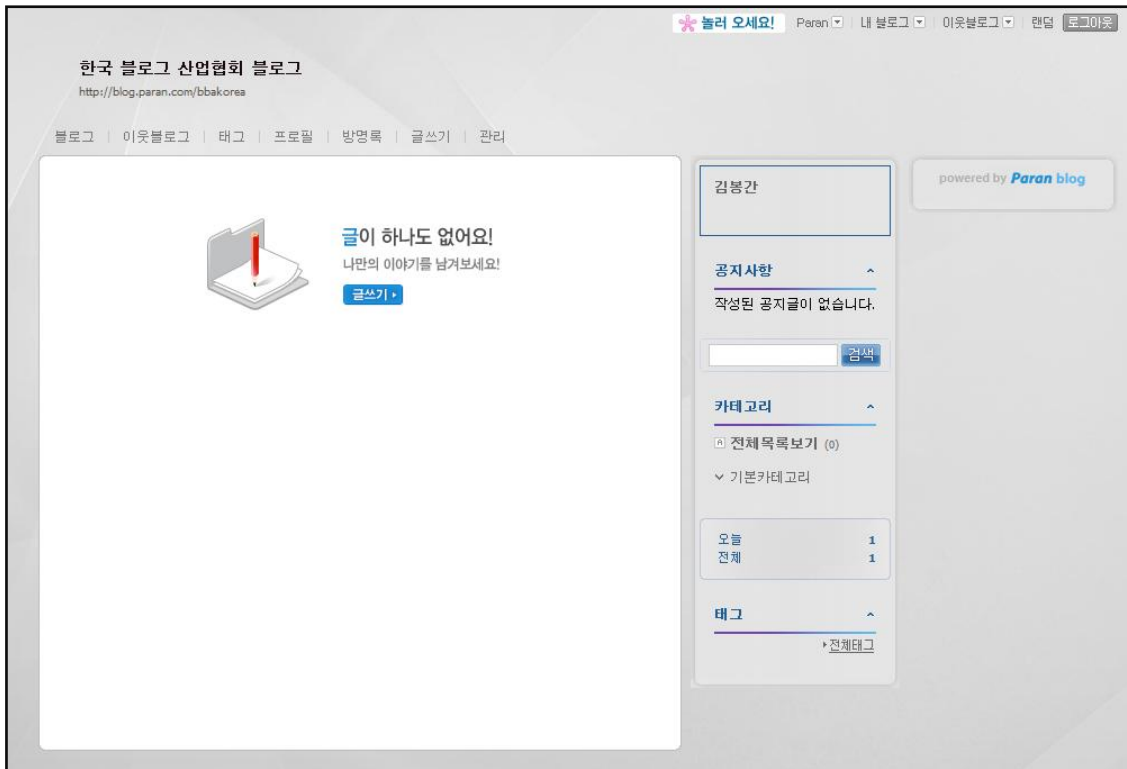 놀러 오세요! Paran 내 블로그 이웃블로그 랜덤 로그아웃
한국 블로그 산업협회 블로그
http://blog.paran.com/bbakorea
블로그 | 이웃블로그 | 태그 | 프로필 | 방명록 | 글쓰기 | 관리
글이 하나도 없어요!
나만의 이야기를 남겨보세요!
글쓰기
김봉간
공지사항
작성된 공지글이 없습니다.
검색
카테고리
전체목록보기 (0)
기본카테고리
오늘 1
전체 1
태그
전체태그
powered by Paran blog